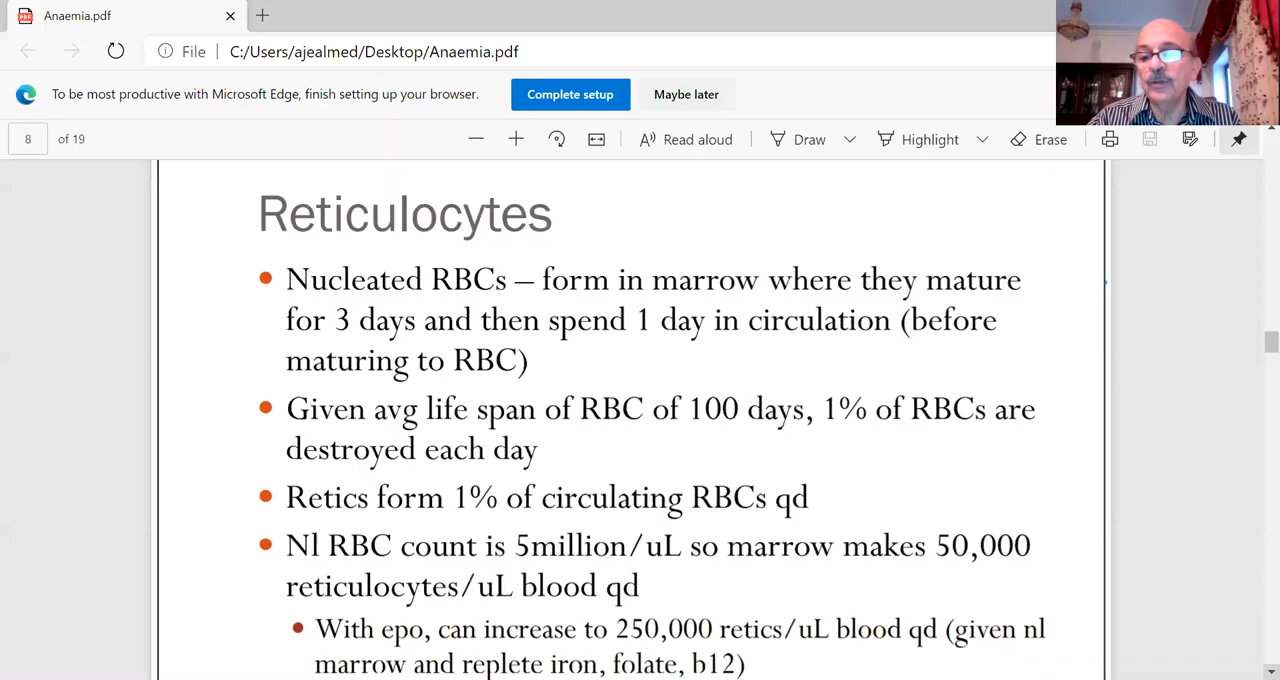 Anaemia.pdf
File
C:/Users/ajealmed/Desktop/Anaemia.pdf
To be most productive with Microsoft Edge, finish setting up your browser.
Complete setup
Maybe later
8 of 19
Read aloud
Draw
Highlight
Erase
Reticulocytes
Nucleated RBCs – form in marrow where they mature
for 3 days and then spend 1 day in circulation (before
maturing to RBC)
Given avg life span of RBC of 100 days, 1% of RBCs are
destroyed each day
Retics form 1% of circulating RBCs qd
Nl RBC count is 5million/uL so marrow makes 50,000
reticulocytes/uL blood qd
With epo, can increase to 250,000 retics/uL blood qd (given nl
marrow and replete iron, folate, b12)